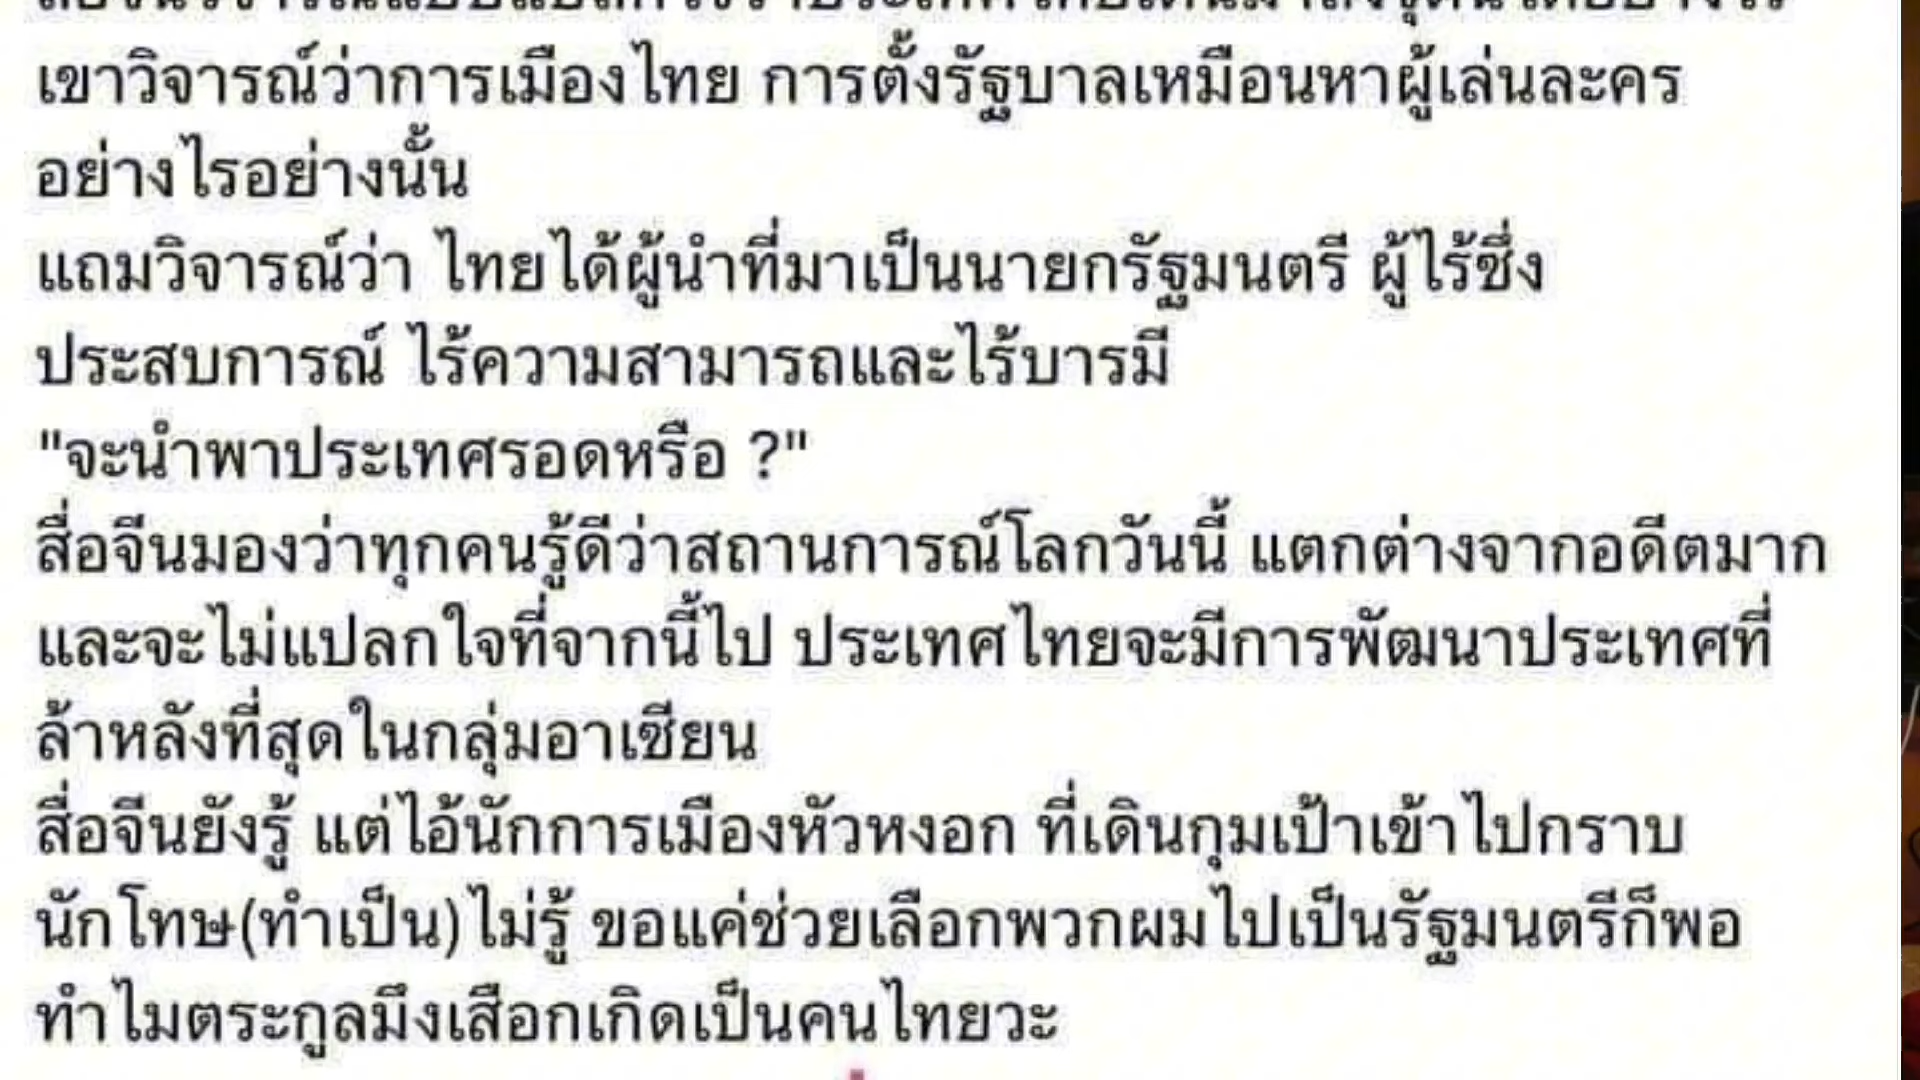 เขาวิจารณ์ว่าการเมืองไทย การตั้งรัฐบาลเหมือนหาผู้เล่นละคร
อย่างไรอย่างนั้น
แถมวิจารณ์ว่า ไทยได้ผู้นำที่มาเป็นนายกรัฐมนตรี ผู้ไร้ซึ่ง
ประสบการณ์ ไร้ความสามารถและไร้บารมี
"จะนำพาประเทศรอดหรือ ?"
สื่อจีนมองว่าทุกคนรู้ดีว่าสถานการณ์โลกวันนี้ แตกต่างจากอดีตมาก
และจะไม่แปลกใจที่จากนี้ไป ประเทศไทยจะมีการพัฒนาประเทศที่
ล้าหลังที่สุดในกลุ่มอาเซียน
สื่อจีนยังรู้ แต่ไอ้นักการเมืองหัวหงอก ที่เดินกุมเป้าเข้าไปกราบ
นักโทษ(ทำเป็น)ไม่รู้ ขอแค่ช่วยเลือกพวกผมไปเป็นรัฐมนตรีก็พอ
ทำไมตระกูลมึงเสือกเกิดเป็นคนไทยวะ